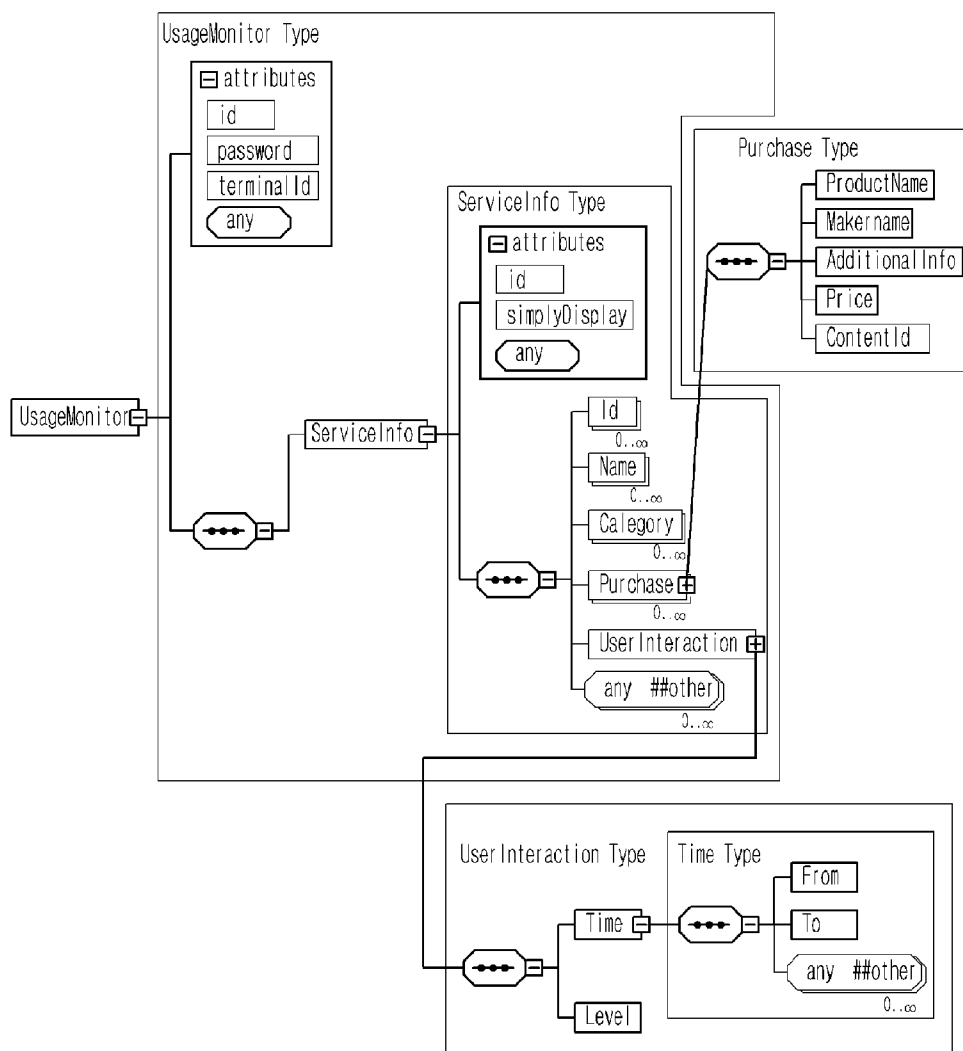 UsageMonitor Type
attributes
id
password
terminalId
any
UsageMonitor
ServiceInfo
ServiceInfo Type
attributes
id
simplyDisplay
any
Id
0..∞
Name
0..∞
Calegory
0..∞
Purchase
0..∞
UserInteraction
any ##other
0..∞
Purchase Type
ProductName
Makername
AdditionalInfo
Price
ContentId
UserInteraction Type
Time
Level
Time Type
From
To
any ##other
0..∞